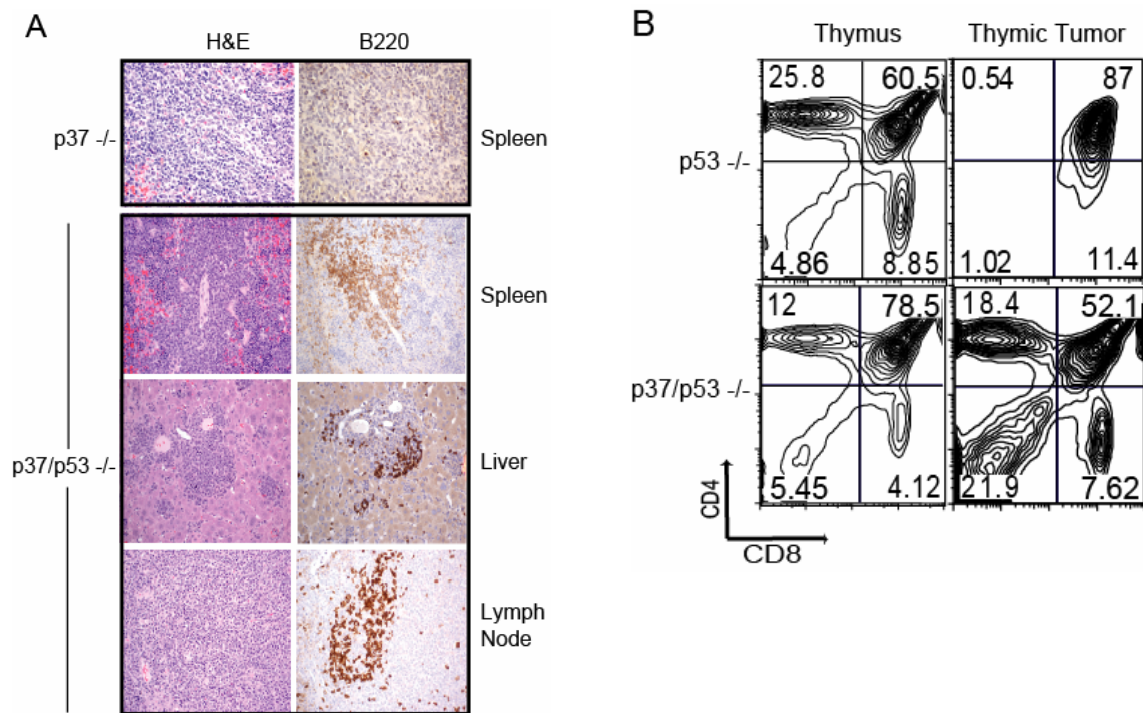 A
H&E
B220
p37 -/-
Spleen
Spleen
p37/p53 -/-
Liver
Lymph
Node
B
Thymus
Thymic Tumor
p53 -/-
25.8
60.5
4.86
8.85
0.54
87
1.02
11.4
p37/p53 -/-
12
78.5
5.45
4.12
18.4
52.1
21.9
7.62
CD4
CD8